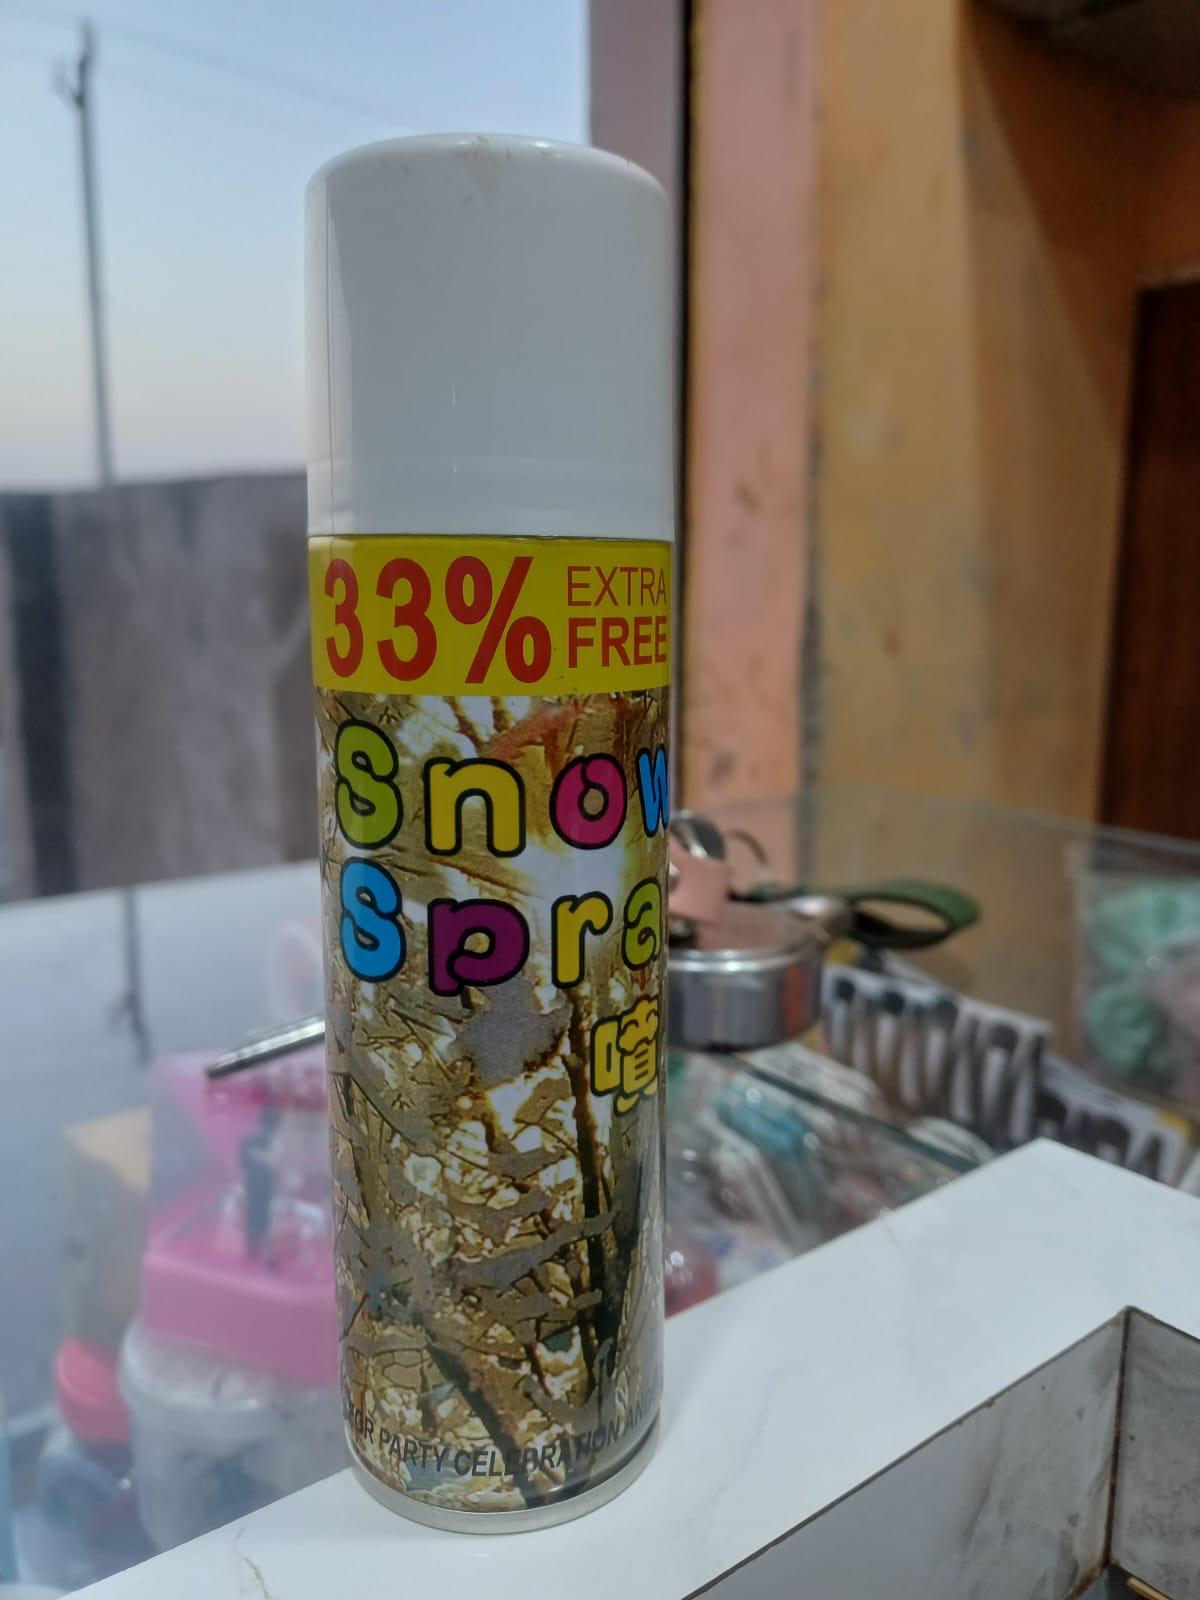 33% EXTRA
FREE
Snow
Spra
噴
FOR PARTY CELEBRATION AND